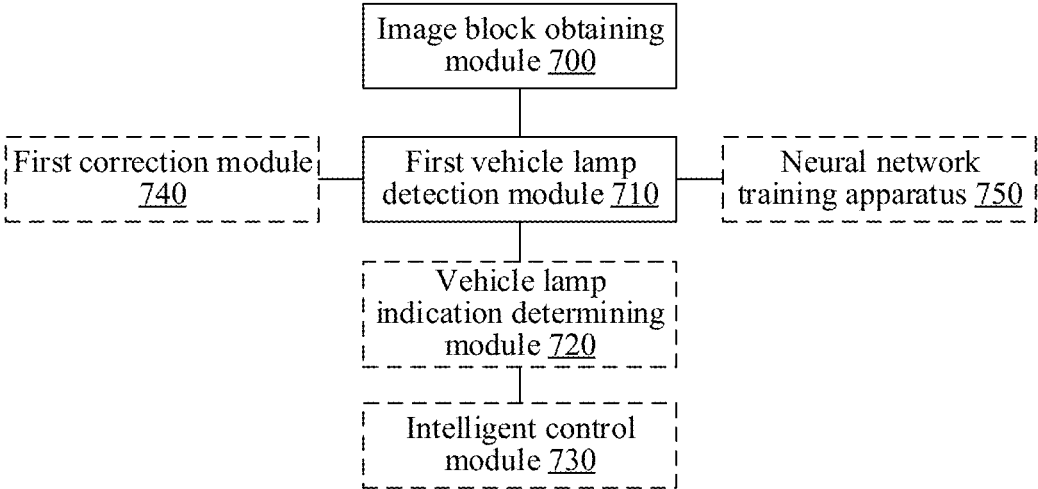 Image block obtaining
module 700
First correction module
740
First vehicle lamp
detection module 710
Neural network
training apparatus 750
Vehicle lamp
indication determining
module 720
Intelligent control
module 730